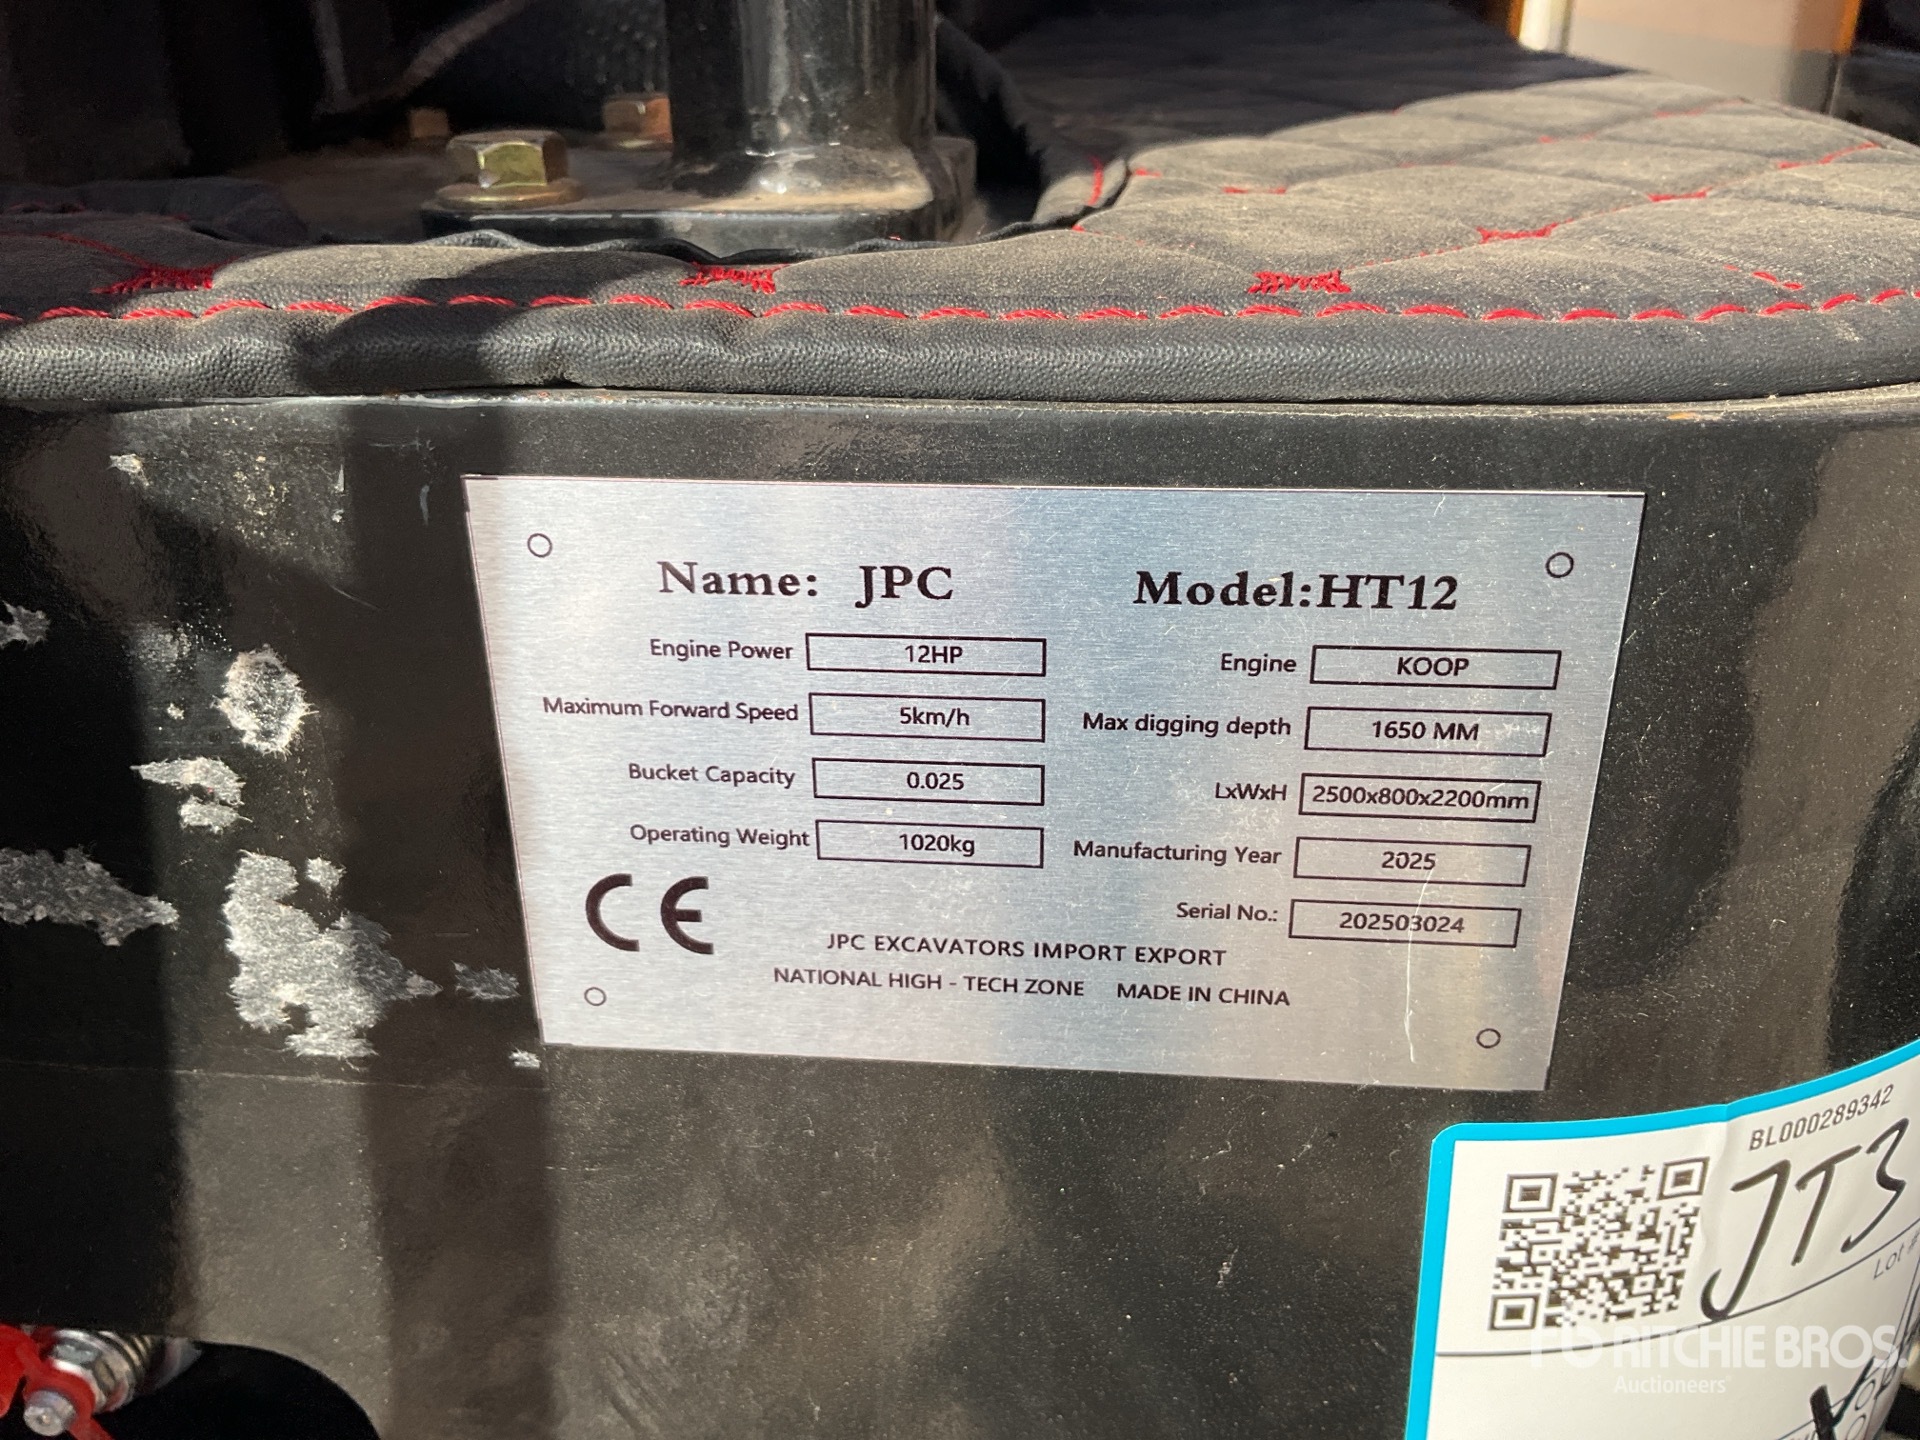 Name: JPC Model:HT12
Engine Power 12HP Engine KOOP
Maximum Forward Speed 5km/h Max digging depth 1650 MM
Bucket Capacity 0.025 LxWxH 2500x800x2200mm
Operating Weight 1020kg Manufacturing Year 2025
Serial No.: 202503024
CE
JPC EXCAVATORS IMPORT EXPORT
NATIONAL HIGH - TECH ZONE MADE IN CHINA
BL000289342
JT3
Lot #
RITCHIE BROS.
Auctioneers